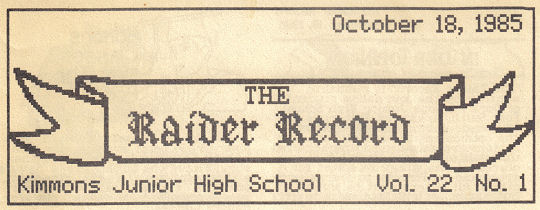 October 18, 1985
THE
Raider Record
Kimmons Junior High School Vol. 22 No. 1